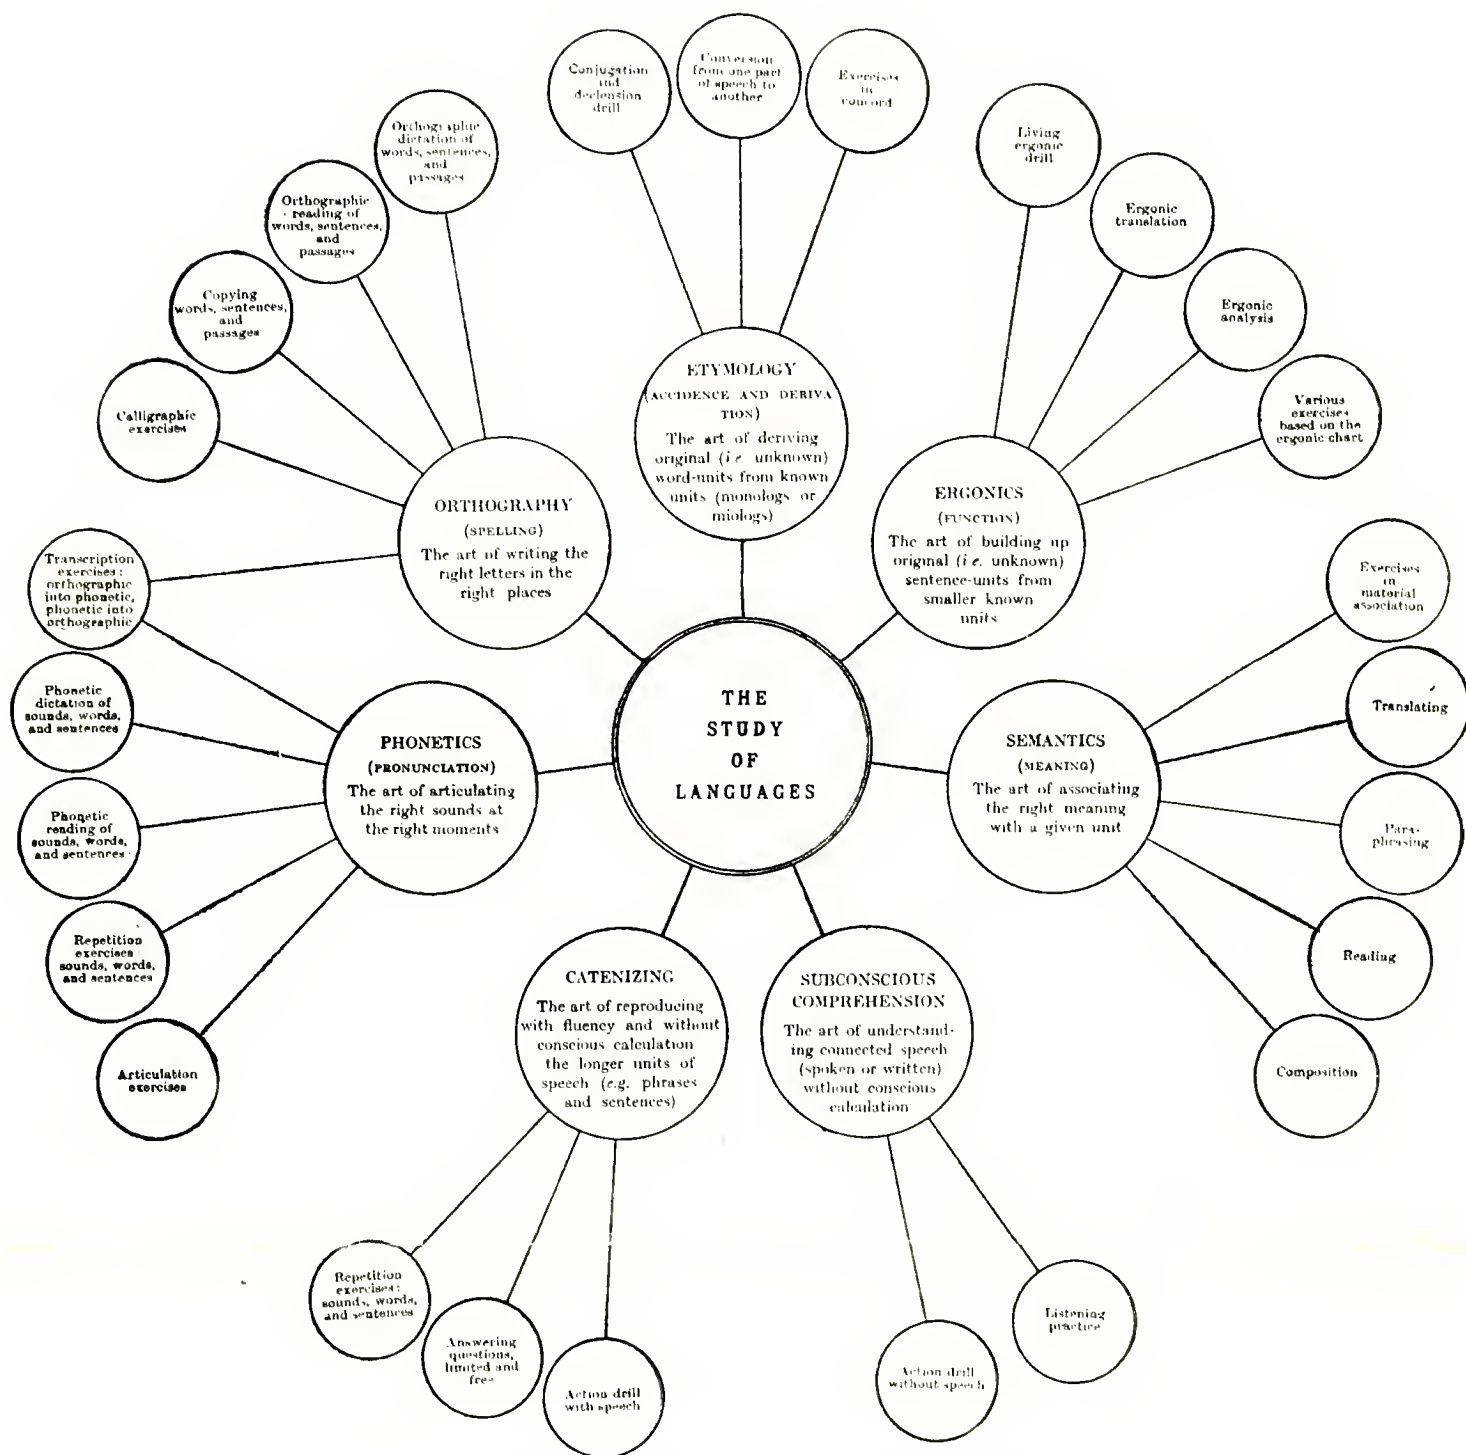 THE
STUDY
OF
LANGUAGES
ETYMOLOGY
(ACCIDENCE AND DERIVA
TION)
The art of deriving
original (i e unknown)
word-units from known
units (monologs or
miologs)
Conjugation
and
declension
drill
Conversion
from one part
of speech to
another
Exercises
in
concord
ERGONICS
(FUNCTION)
The art of building up
original (i e. unknown)
sentence-units from
smaller known
units
Living
ergonic
drill
Ergonic
translation
Ergonic
analysis
Various
exercises
based on the
ergonic chart
SEMANTICS
(MEANING)
The art of associating
the right meaning
with a given unit
Exercises
in
material
association
Translating
Para-
phrasing
Reading
Composition
SUBCONSCIOUS
COMPREHENSION
The art of understand-
ing connected speech
(spoken or written)
without conscious
calculation
Listening
practice
Action drill
without speech
CATENIZING
The art of reproducing
with fluency and without
conscious calculation
the longer units of
speech (e.g. phrases
and sentences)
Action drill
with speech
Answering
questions,
limited and
free
Repetition
exercises:
sounds, words,
and sentences
PHONETICS
(PRONUNCIATION)
The art of articulating
the right sounds at
the right moments
Articulation
exercises
Repetition
exercises
sounds, words,
and sentences
Phonetic
reading of
sounds, words,
and sentences
Phonetic
dictation of
sounds, words,
and sentences
Transcription
exercises:
orthographic
into phonetic,
phonetic into
orthographic
ORTHOGRAPHY
(SPELLING)
The art of writing the
right letters in the
right places
Calligraphic
exercises
Copying
words, sentences,
and
passages
Orthographic
reading of
words, sentences,
and
passages
Orthographic
dictation of
words, sentences,
and
passages